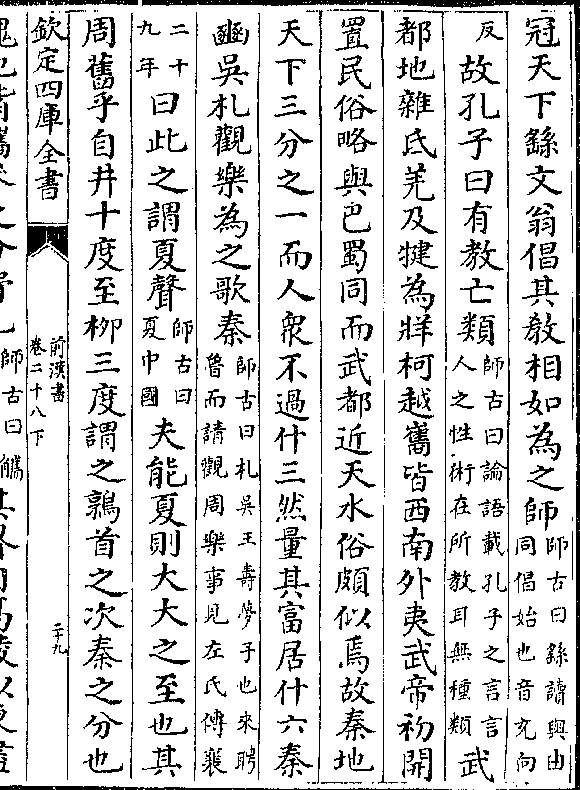 冠天下繇文翁倡其教相如為之師師古曰繇讀與由同倡始也音充向
反故孔子曰有教亡類師古曰論語載孔子之言言人之性術在所教耳無種類武
都地雜氐羌及犍為牂柯越巂皆西南外夷武帝初開
置民俗略與巴蜀同而武都近天水俗頗似焉故秦地
天下三分之一而人衆不過什三然量其富居什六秦
豳吳札觀樂為之歌秦師古曰札吳王壽夢子也來聘魯而請觀周樂事見左氏傳襄
二十九年曰此之謂夏聲師古曰夏中國夫能夏則大大之至也其
周舊乎自井十度至柳三度謂之鶉首之次秦之分也
欽定四庫全書
前漢書
卷二十八下
二十九
師古曰觿